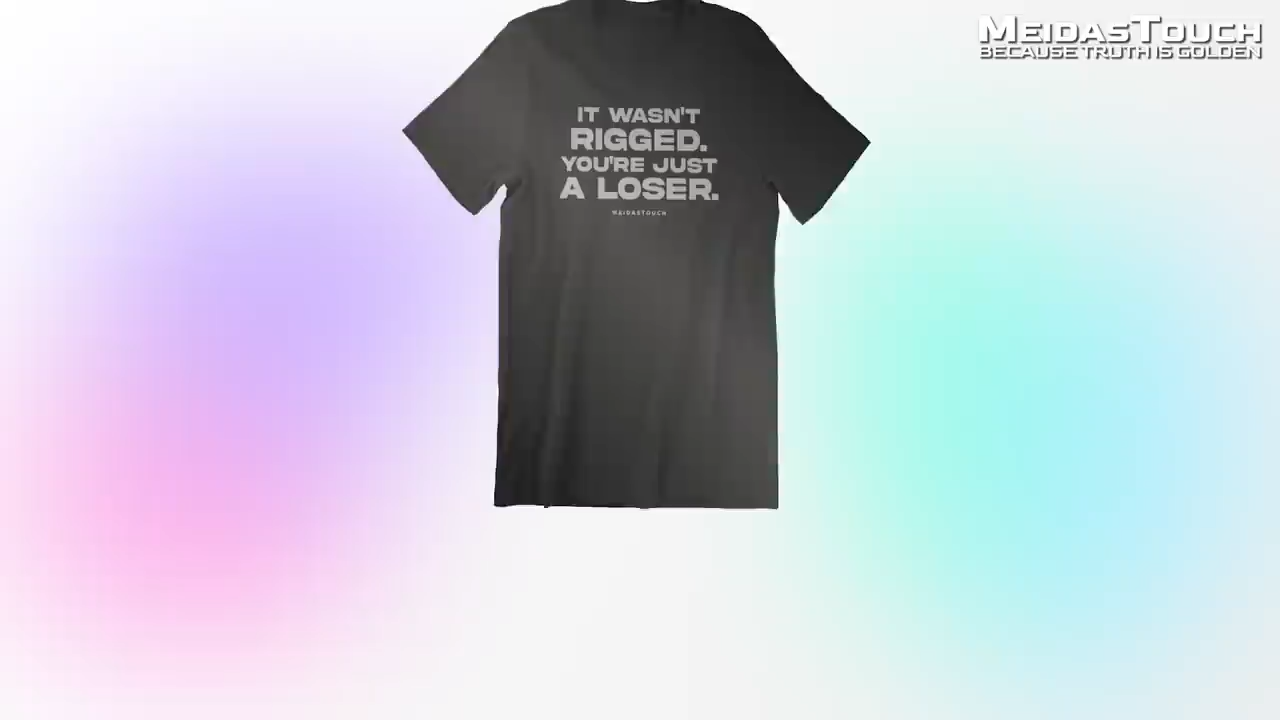 MEIDASTOUCH
BECAUSE TRUTH IS GOLDEN
IT WASN'T
RIGGED.
YOU'RE JUST
A LOSER.
MEIDASTOUCH